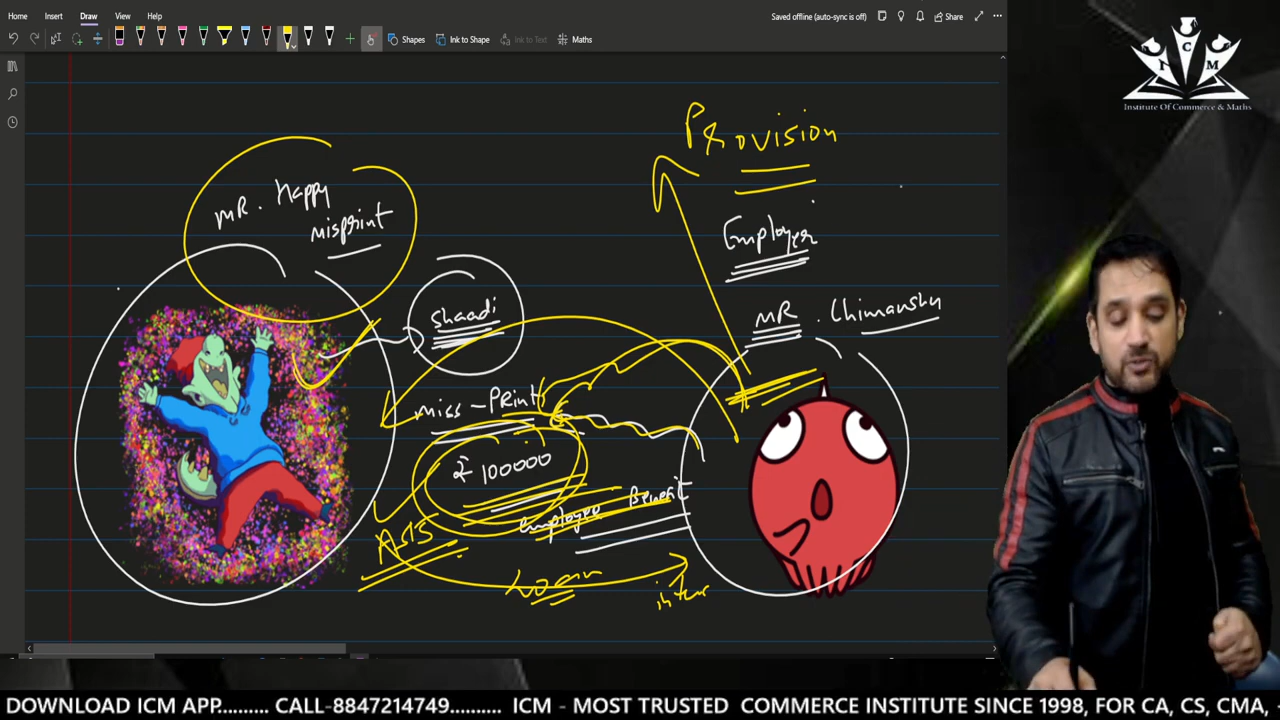 Home Insert Draw View Help
Saved offline (auto-sync is off)
Share
Shapes
Ink to Shape
Ink to Text
Maths
Provision
MR. Happy
misprint
Employer
MR. Chimanshu
Shaadi
Miss-Print
₹ 100000
employee Benefit
AS15
Loan
I C M
Institute Of Commerce & Maths
DOWNLOAD ICM APP......... CALL-8847214749.......... ICM - MOST TRUSTED COMMERCE INSTITUTE SINCE 1998, FOR CA, CS, CMA,